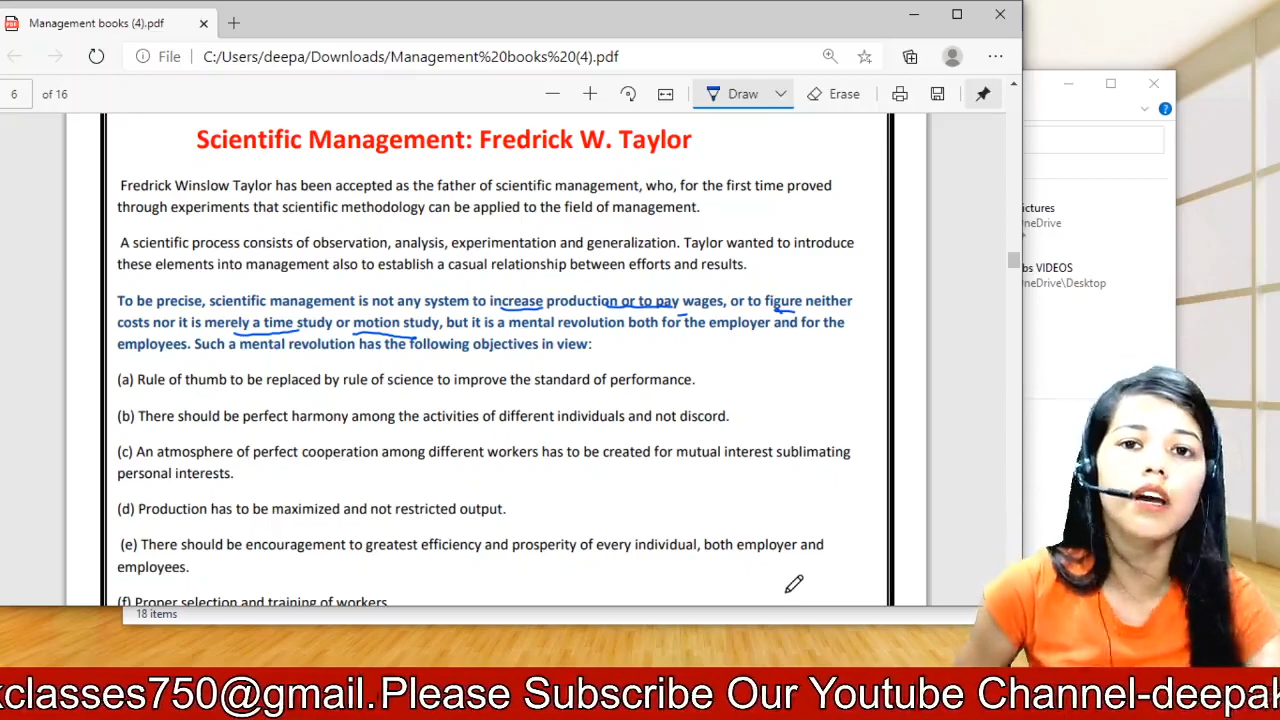 Management books (4).pdf
File
C:/Users/deepa/Downloads/Management%20books%20(4).pdf
6 of 16
Draw
Erase
Scientific Management: Fredrick W. Taylor
Fredrick Winslow Taylor has been accepted as the father of scientific management, who, for the first time proved
through experiments that scientific methodology can be applied to the field of management.
A scientific process consists of observation, analysis, experimentation and generalization. Taylor wanted to introduce
these elements into management also to establish a casual relationship between efforts and results.
To be precise, scientific management is not any system to increase production or to pay wages, or to figure neither
costs nor it is merely a time study or motion study, but it is a mental revolution both for the employer and for the
employees. Such a mental revolution has the following objectives in view:
(a) Rule of thumb to be replaced by rule of science to improve the standard of performance.
(b) There should be perfect harmony among the activities of different individuals and not discord.
(c) An atmosphere of perfect cooperation among different workers has to be created for mutual interest sublimating
personal interests.
(d) Production has to be maximized and not restricted output.
(e) There should be encouragement to greatest efficiency and prosperity of every individual, both employer and
employees.
(f) Proper selection and training of workers
18 items
ictures
neDrive
bs VIDEOS
neDrive\Desktop
kclasses750@gmail.Please Subscribe Our Youtube Channel-deepak